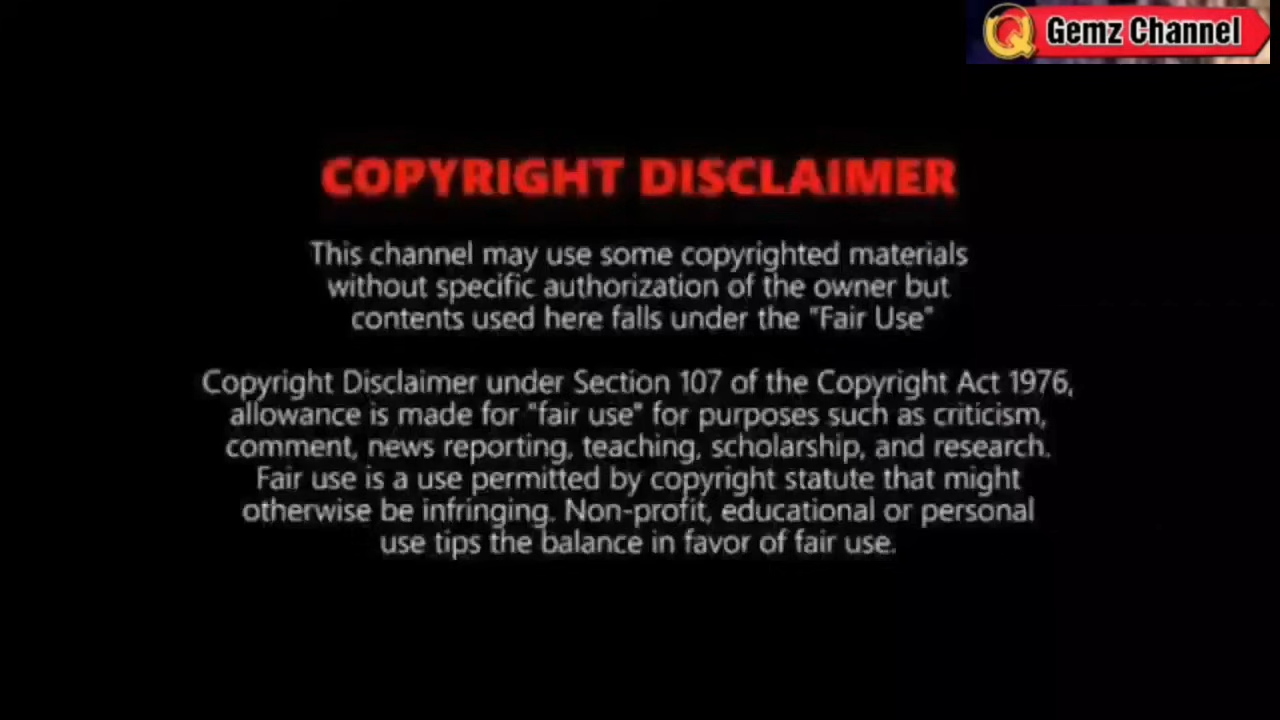 Gemz Channel
COPYRIGHT DISCLAIMER
This channel may use some copyrighted materials
without specific authorization of the owner but
contents used here falls under the "Fair Use"
Copyright Disclaimer under Section 107 of the Copyright Act 1976,
allowance is made for "fair use" for purposes such as criticism,
comment, news reporting, teaching, scholarship, and research.
Fair use is a use permitted by copyright statute that might
otherwise be infringing. Non-profit, educational or personal
use tips the balance in favor of fair use.